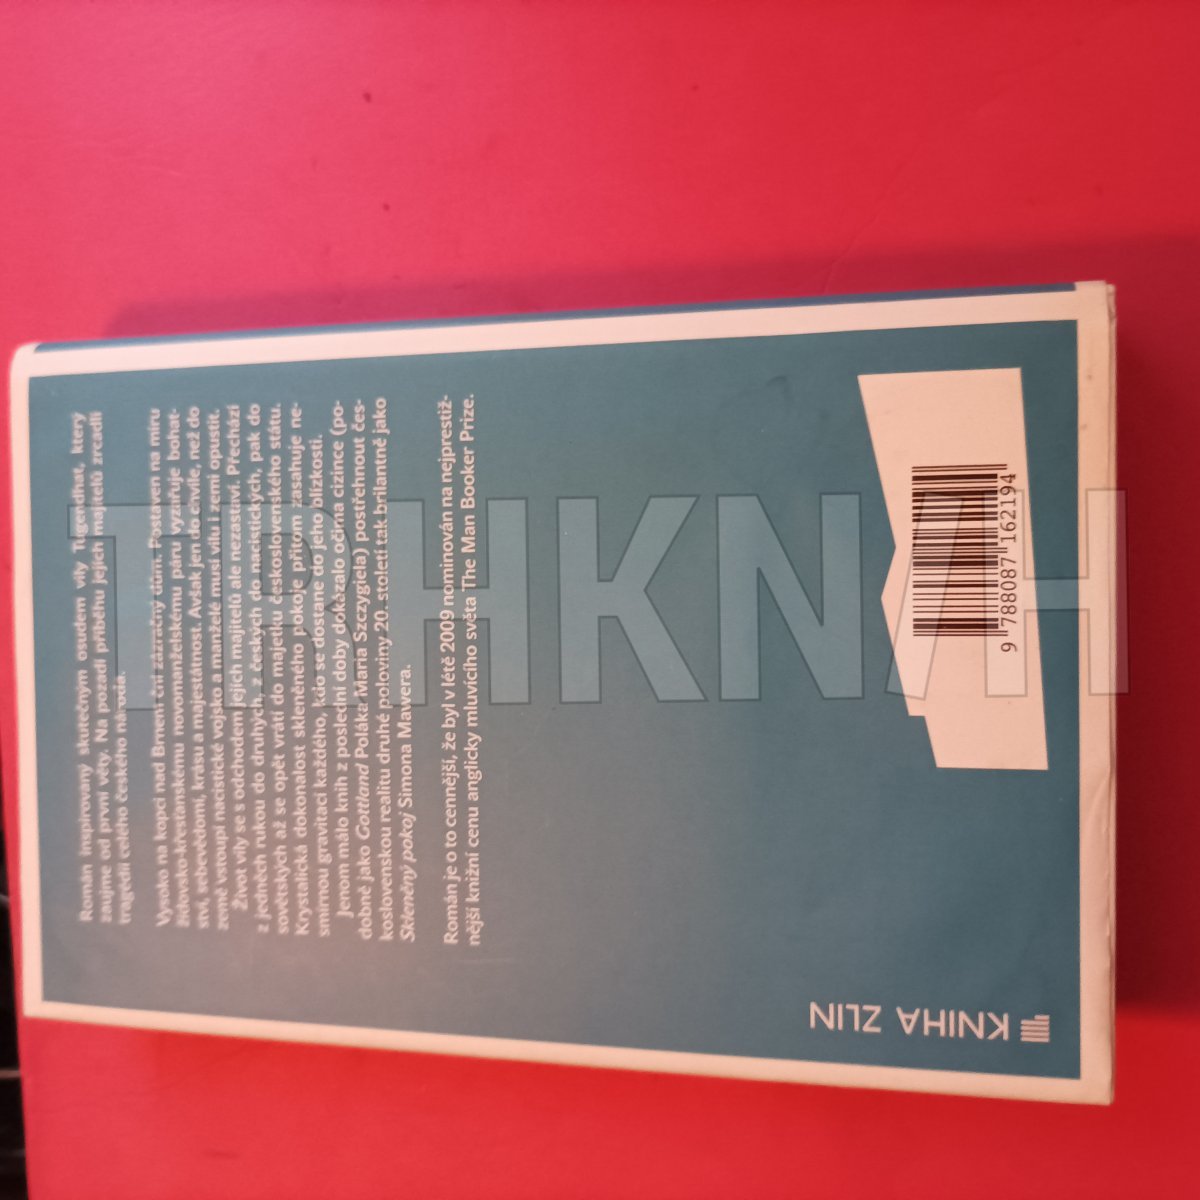 Román inspirovaný skutečným osudem vily Tugendhat, který
zaujme od první věty. Na pozadí příběhu jejích majitelů zrcadlí
tragédii celého českého národa.
Vysoko na kopci nad Brnem ční zázračný dům. Postaven na míru
židovsko-křesťanskému novomanželskému páru vyzařuje bohat-
ství, sebevědomí, krásu a majestátnost. Avšak jen do chvíle, než do
země vstoupí nacistické vojsko a manželé musí vilu i zemi opustit.
Život vily se s odchodem jejích majitelů ale nezastaví. Přechází
z jedněch rukou do druhých, z českých do nacistických, pak do
sovětských až se opět vrátí do majetku československého státu.
Krystalická dokonalost skleněného pokoje přitom zasahuje ne-
smírnou gravitací každého, kdo se dostane do jeho blízkosti.
Jenom málo knih z poslední doby dokázalo očima cizince (po-
dobně jako Gottland Poláka Maria Szczygiela) postřehnout čes-
koslovenskou realitu druhé poloviny 20. století tak brilantně jako
Skleněný pokoj Simona Mawera.
Román je o to cennější, že byl v létě 2009 nominován na nejprestiž-
nější knižní cenu anglicky mluvícího světa The Man Booker Prize.
KNIHA ZLIN
9 788087 162194
TRHKNIH